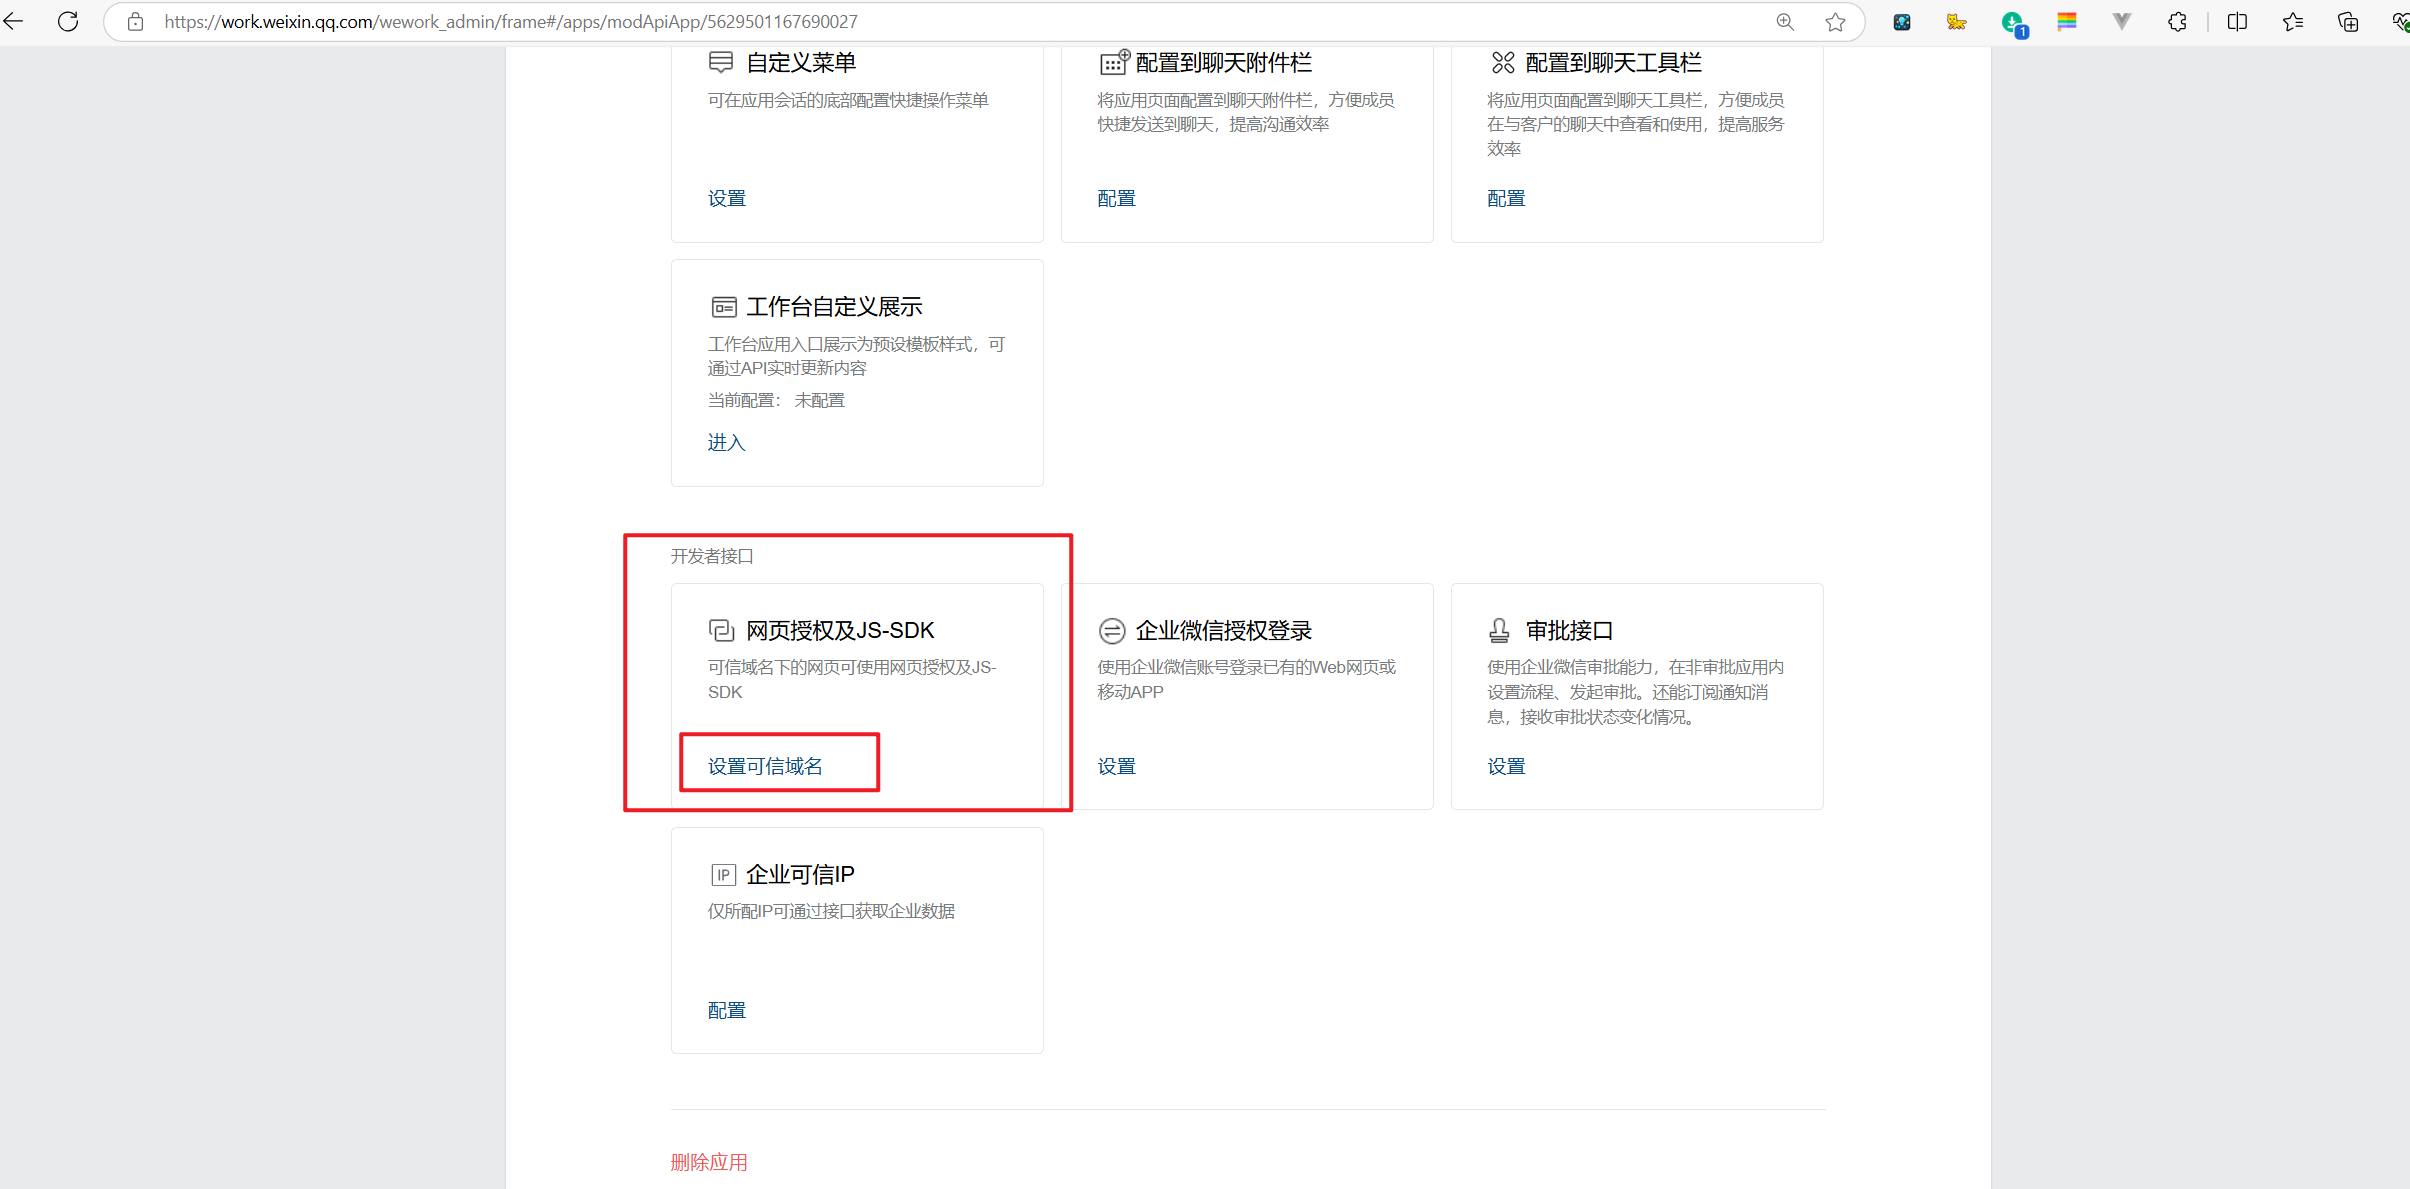 https://work.weixin.qq.com/wework_admin/frame#/apps/modApiApp/5629501167690027
1
自定义菜单
可在应用会话的底部配置快捷操作菜单
设置
配置到聊天附件栏
将应用页面配置到聊天附件栏，方便成员
快捷发送到聊天，提高沟通效率
配置
配置到聊天工具栏
将应用页面配置到聊天工具栏，方便成员
在与客户的聊天中查看和使用，提高服务
效率
配置
工作台自定义展示
工作台应用入口展示为预设模板样式，可
通过API实时更新内容
当前配置： 未配置
进入
开发者接口
网页授权及JS-SDK
可信域名下的网页可使用网页授权及JS-
SDK
设置可信域名
企业微信授权登录
使用企业微信账号登录已有的Web网页或
移动APP
设置
审批接口
使用企业微信审批能力，在非审批应用内
设置流程、发起审批。还能订阅通知消
息，接收审批状态变化情况。
设置
IP
企业可信IP
仅所配IP可通过接口获取企业数据
配置
删除应用